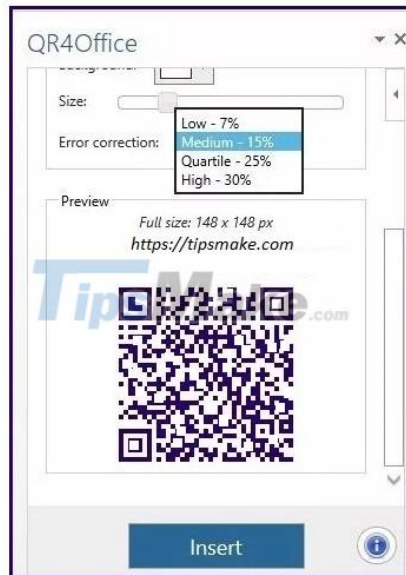 QR4Office
Background:
Size:
Low - 7%
Error correction:
Medium - 15%
Quartile - 25%
High - 30%
Preview
Full size: 148 x 148 px
https://tipsmake.com
TipsMake.com
Insert